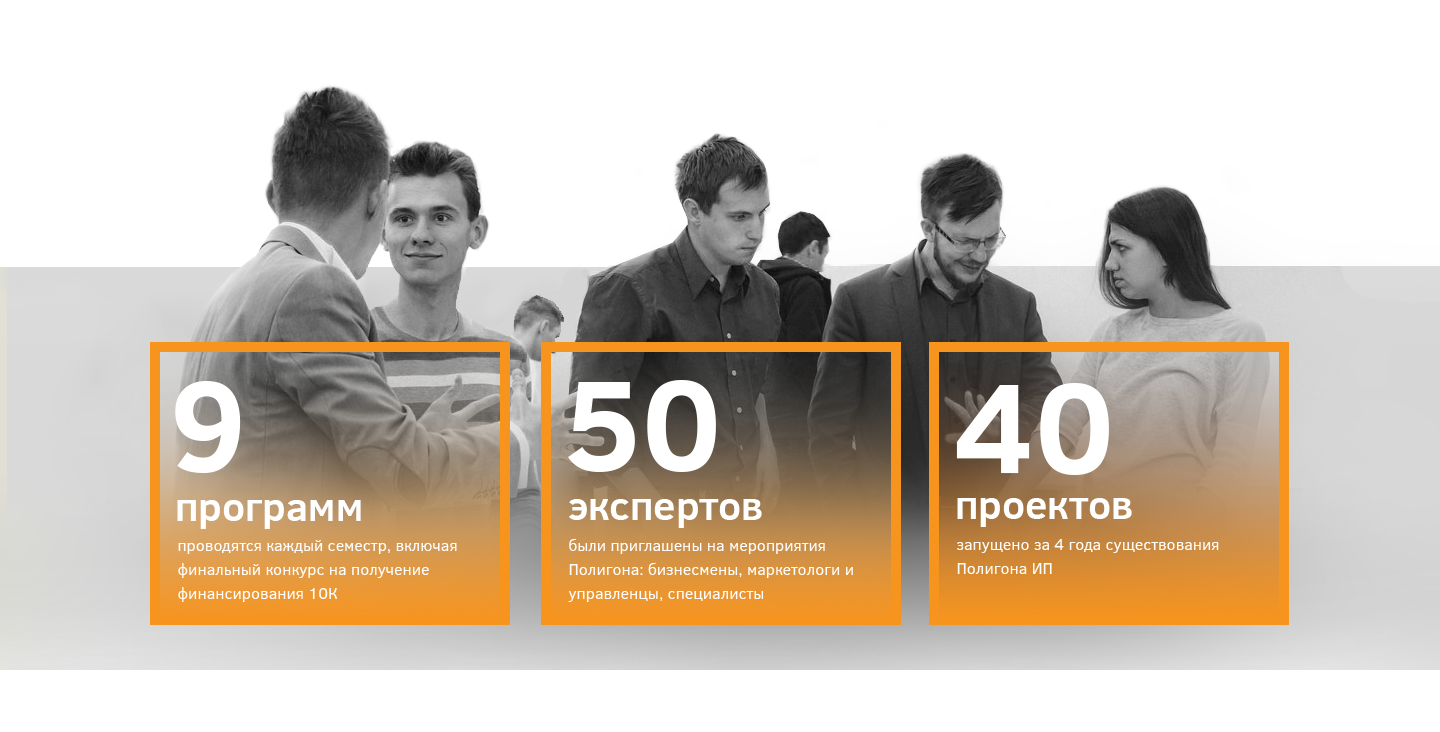 9
программ
проводятся каждый семестр, включая
финальный конкурс на получение
финансирования 10К
50
экспертов
были приглашены на мероприятия
Полигона: бизнесмены, маркетологи и
управленцы, специалисты
40
проектов
запущено за 4 года существования
Полигона ИП